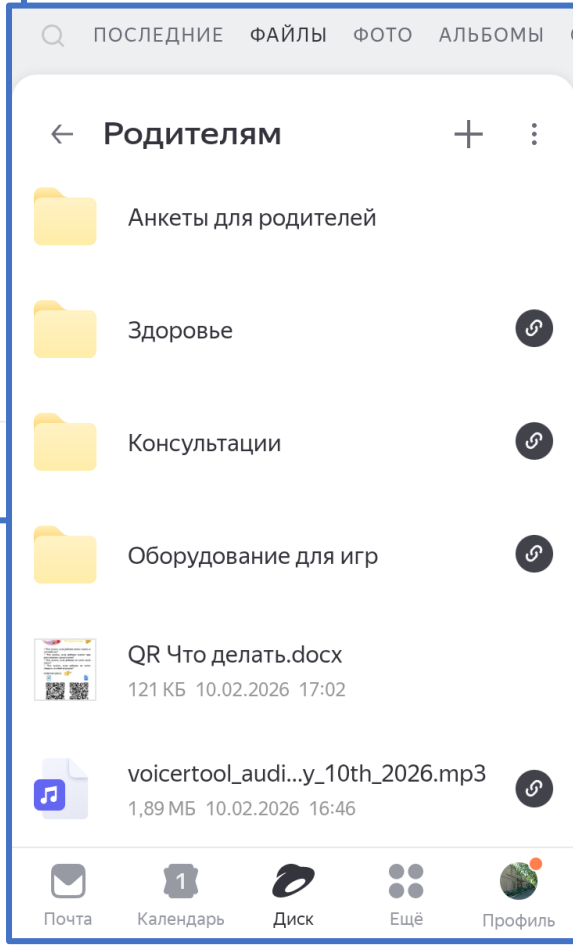 ПОСЛЕДНИЕ ФАЙЛЫ ФОТО АЛЬБОМЫ
Родителям
Анкеты для родителей
Здоровье
Консультации
Оборудование для игр
QR Что делать.docx
121 КБ 10.02.2026 17:02
voicertool_audi...y_10th_2026.mp3
1,89 МБ 10.02.2026 16:46
1
Почта Календарь Диск Ещё Профиль